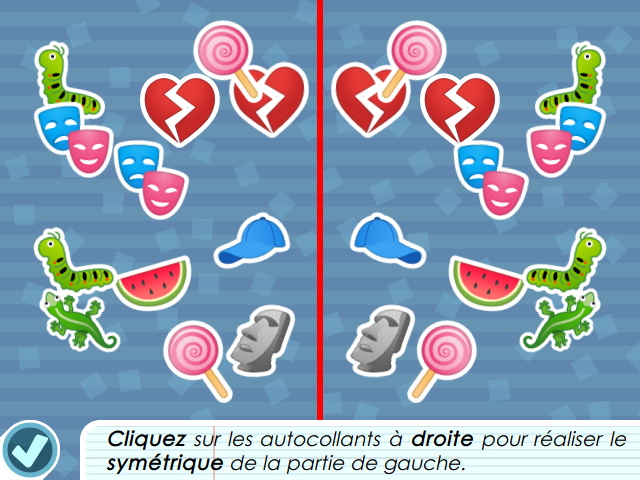 Cliquez sur les autocollants à droite pour réaliser le
symétrique de la partie de gauche.